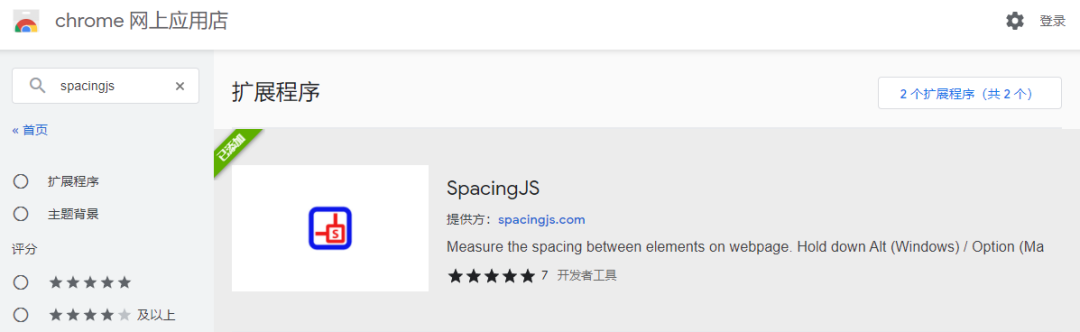 chrome 网上应用店
登录
spacingjs
« 首页
扩展程序
主题背景
评分
及以上
扩展程序
2 个扩展程序（共 2 个）
已添加
S
SpacingJS
提供方：spacingjs.com
Measure the spacing between elements on webpage. Hold down Alt (Windows) / Option (Ma
7 开发者工具